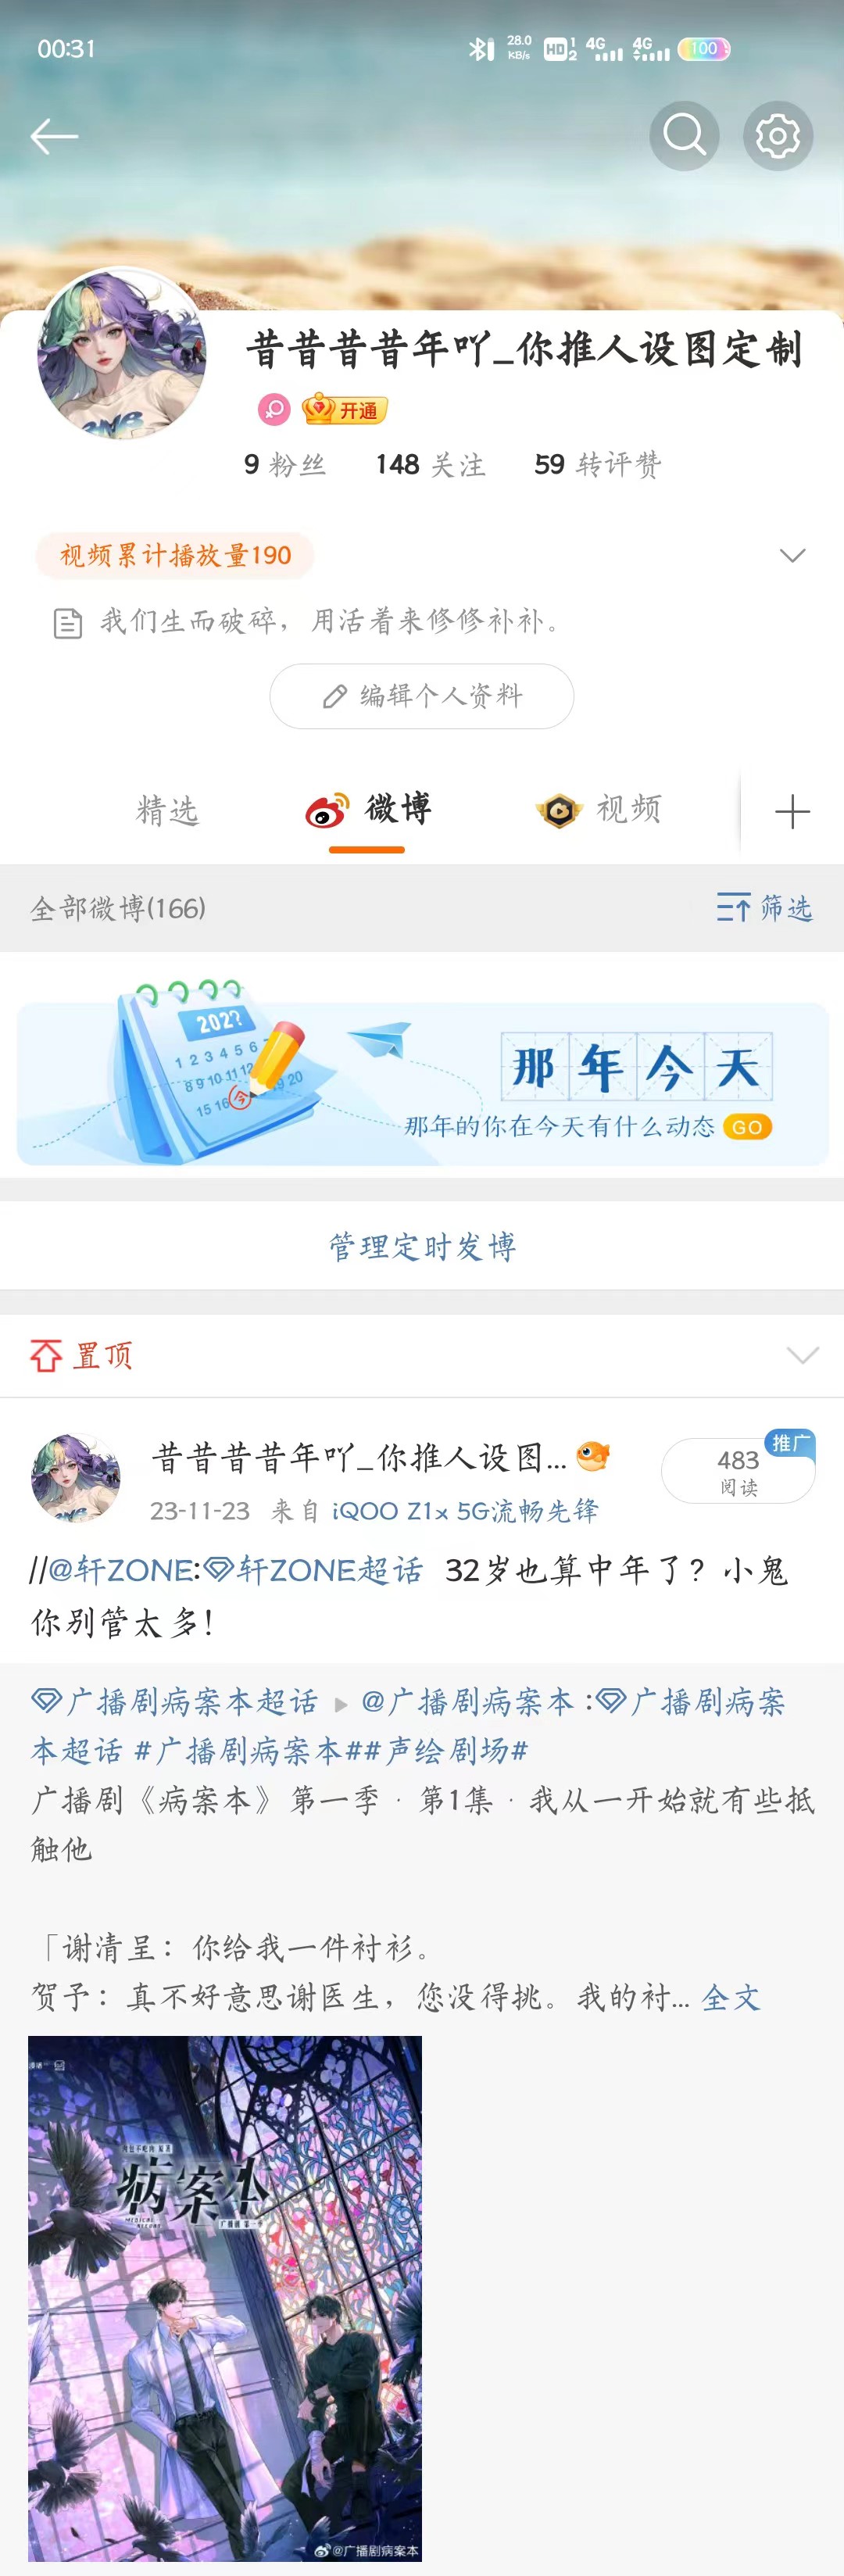 00:31
28.0 KB/s HD 1 2 4G 4G 100
昔昔昔昔年吖_你推人设图定制
开通
9 粉丝 148 关注 59 转评赞
视频累计播放量190
我们生而破碎，用活着来修修补补。
编辑个人资料
精选 微博 视频
全部微博(166) 筛选
202?
1 2 3 4 5 6 7
8 9 10 11 12 19 20
15 16 今
那年今天
那年的你在今天有什么动态 GO
管理定时发博
置顶
昔昔昔昔年吖_你推人设图... 483 推广
23-11-23 来自 iQOO Z1x 5G流畅先锋 阅读
//@轩ZONE:轩ZONE超话 32岁也算中年了？小鬼
你别管太多！
广播剧病案本超话 @广播剧病案本 :广播剧病案
本超话 #广播剧病案本##声绘剧场#
广播剧《病案本》第一季 · 第1集 · 我从一开始就有些抵
触他
「谢清呈：你给我一件衬衫。
贺予：真不好意思谢医生，您没得挑。我的衬... 全文
病案本
MEDICAL RECORD
@广播剧病案本